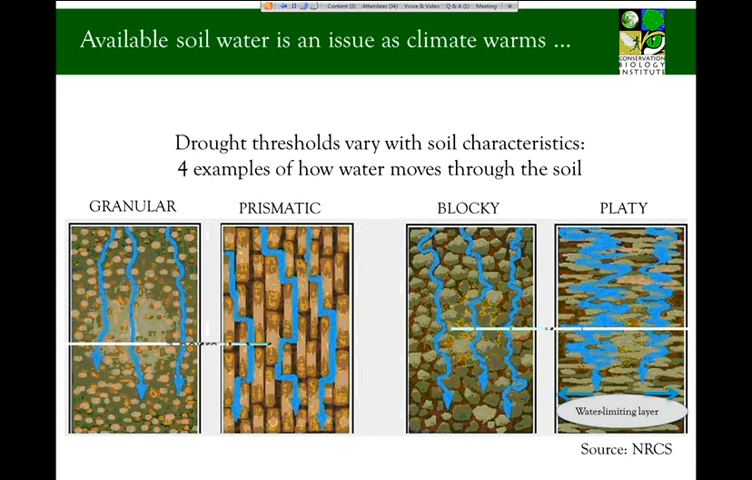 Content (2) Attendees (34) Voice & Video Q & A (1) Meeting
Available soil water is an issue as climate warms ...
CONSERVATION
BIOLOGY
INSTITUTE
Drought thresholds vary with soil characteristics:
4 examples of how water moves through the soil
GRANULAR PRISMATIC BLOCKY PLATY
Water-limiting layer
Source: NRCS